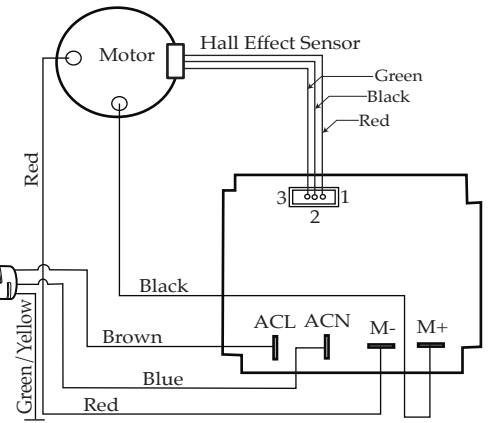 Hall Effect Sensor
Motor
Green
Black
Red
Red
3
1
2
Black
ACL
ACN
M-
M+
Brown
Green/Yellow
Blue
Red